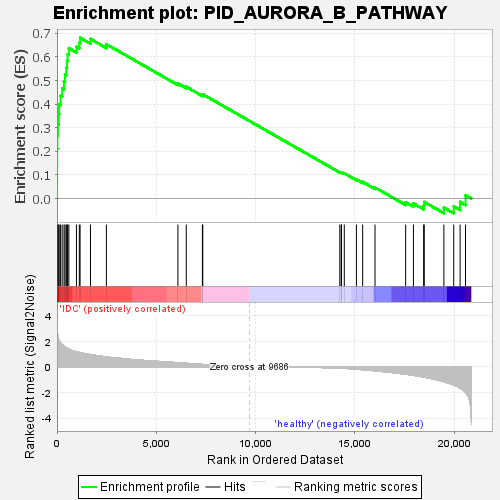 Enrichment plot: PID_AURORA_B_PATHWAY
Enrichment score (ES)
0.7
0.6
0.5
0.4
0.3
0.2
0.1
0.0
'IDC' (positively correlated)
Ranked list metric (Signal2Noise)
4
2
0
-2
-4
Zero cross at 9686
'healthy' (negatively correlated)
0 5,000 10,000 15,000 20,000
Rank in Ordered Dataset
Enrichment profile Hits Ranking metric scores